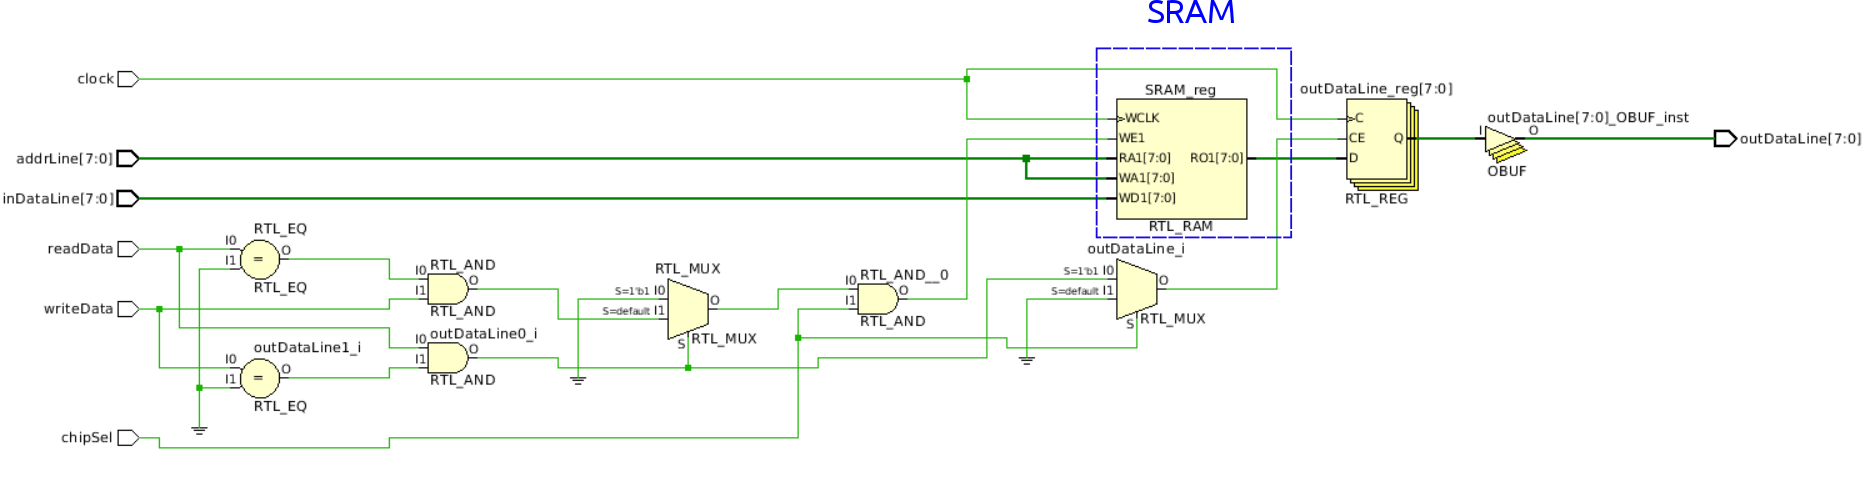 SRAM
clock
SRAM_reg
outDataLine_reg[7:0]
>WCLK
WE1
RA1[7:0]
RO1[7:0]
WA1[7:0]
WD1[7:0]
RTL_RAM
>C
CE
Q
D
RTL_REG
outDataLine[7:0]_OBUF_inst
I
O
OBUF
outDataLine[7:0]
addrLine[7:0]
inDataLine[7:0]
readData
RTL_EQ
I0
I1
=
O
RTL_EQ
writeData
RTL_AND
I0
I1
O
RTL_AND
outDataLine0_i
I0
I1
O
RTL_AND
outDataLine1_i
I0
I1
=
O
RTL_EQ
RTL_MUX
S=1'b1 I0
S=default I1
O
S
RTL_MUX
RTL_AND__0
I0
I1
O
RTL_AND
outDataLine_i
S=1'b1 I0
S=default I1
O
S
RTL_MUX
chipSel